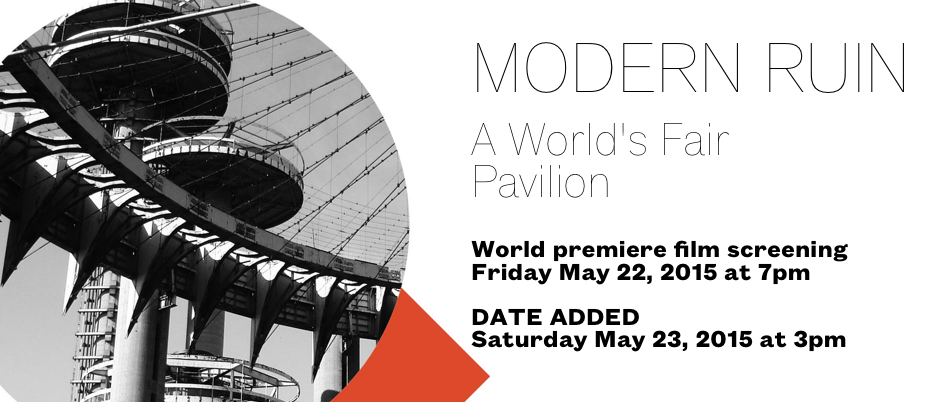 MODERN RUIN
A World's Fair
Pavilion
World premiere film screening
Friday May 22, 2015 at 7pm
DATE ADDED
Saturday May 23, 2015 at 3pm